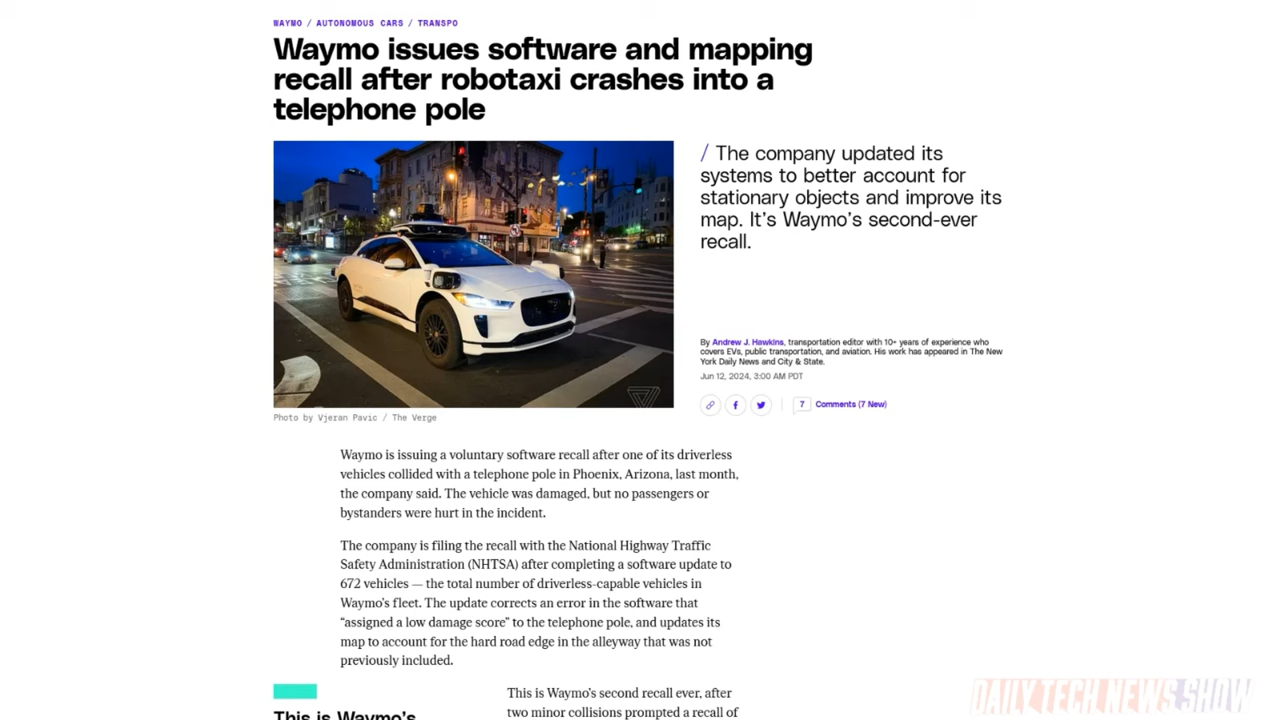 WAYMO / AUTONOMOUS CARS / TRANSPO
Waymo issues software and mapping
recall after robotaxi crashes into a
telephone pole
/ The company updated its
systems to better account for
stationary objects and improve its
map. It’s Waymo’s second-ever
recall.
By Andrew J. Hawkins, transportation editor with 10+ years of experience who
covers EVs, public transportation, and aviation. His work has appeared in The New
York Daily News and City & State.
Jun 12, 2024, 3:00 AM PDT
7 Comments (7 New)
Photo by Vjeran Pavic / The Verge
Waymo is issuing a voluntary software recall after one of its driverless
vehicles collided with a telephone pole in Phoenix, Arizona, last month,
the company said. The vehicle was damaged, but no passengers or
bystanders were hurt in the incident.
The company is filing the recall with the National Highway Traffic
Safety Administration (NHTSA) after completing a software update to
672 vehicles — the total number of driverless-capable vehicles in
Waymo’s fleet. The update corrects an error in the software that
“assigned a low damage score” to the telephone pole, and updates its
map to account for the hard road edge in the alleyway that was not
previously included.
This is Waymo’s
This is Waymo’s second recall ever, after
two minor collisions prompted a recall of
DAILY TECH NEWS SHOW